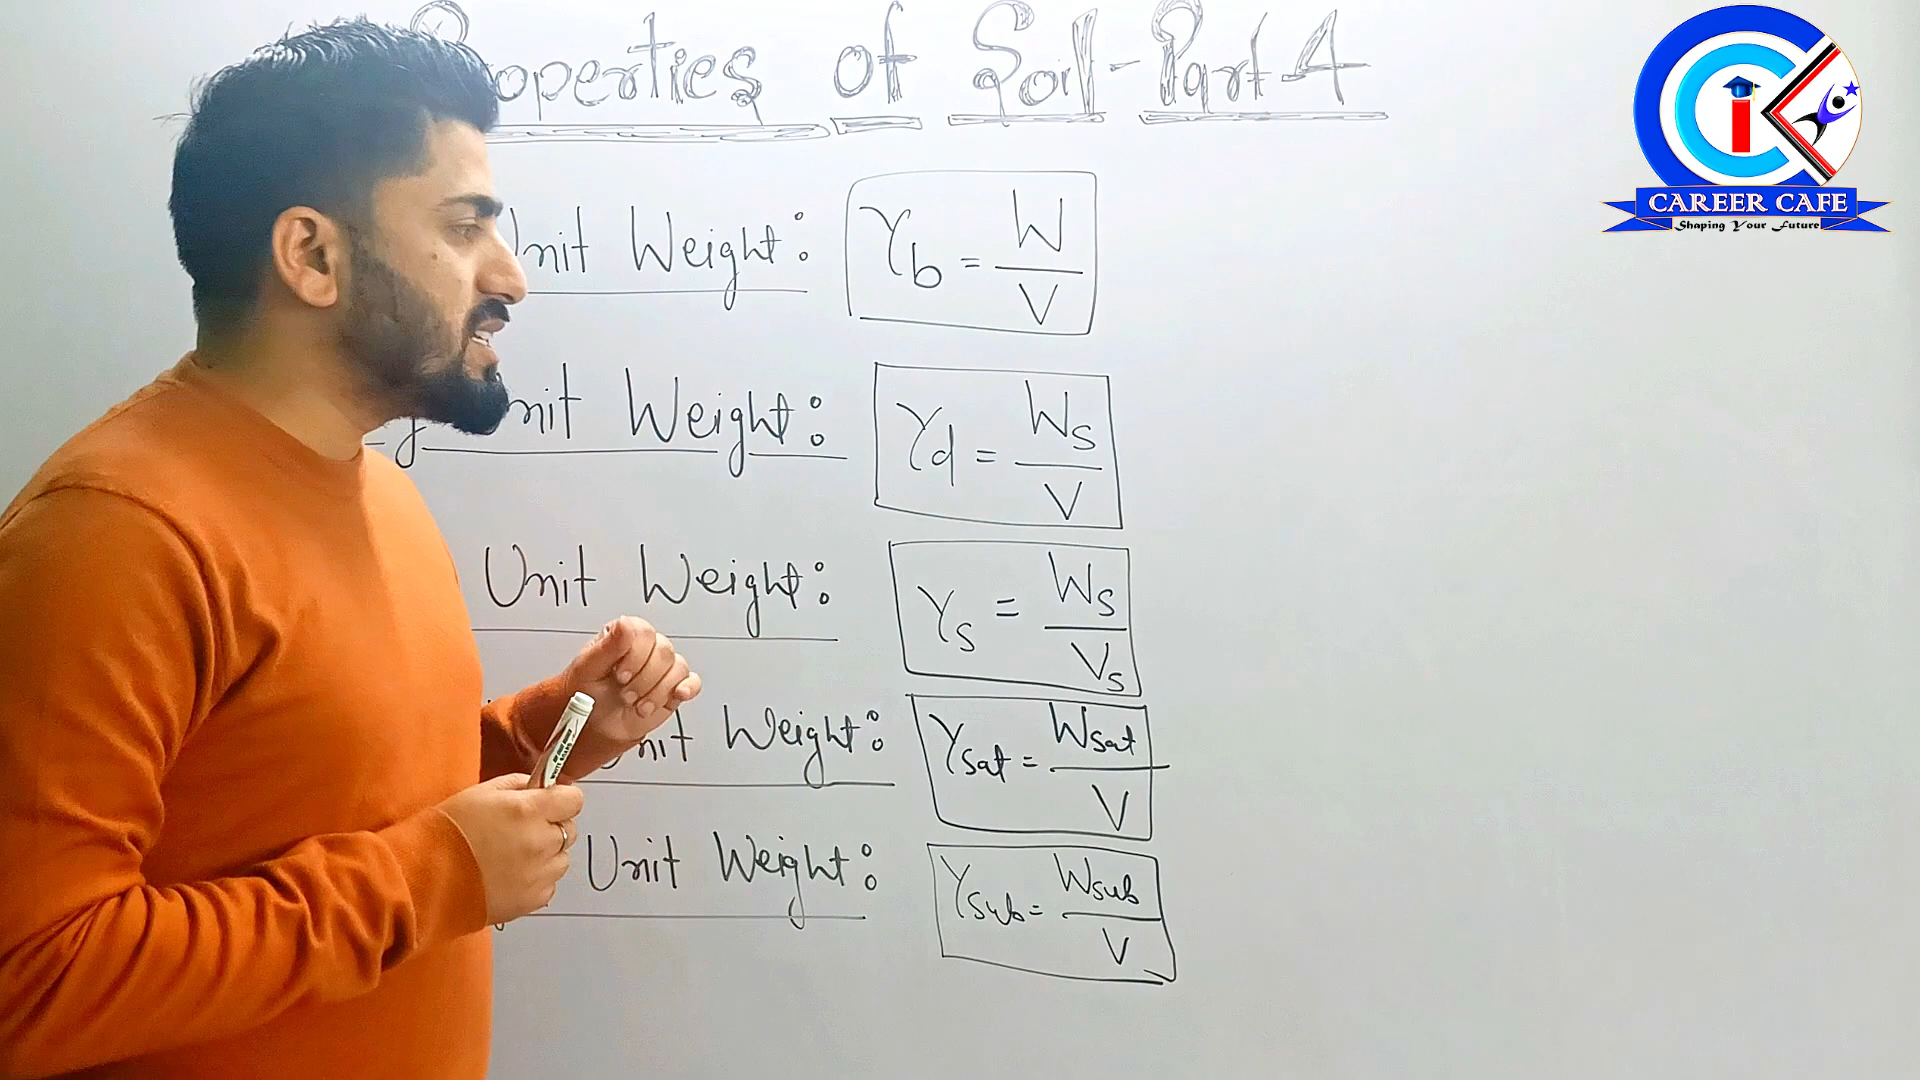 Properties of Soil-Part 4
Unit Weight: γb = W/V
Unit Weight: γd = Ws/V
Unit Weight: γs = Ws/Vs
Unit Weight: γsat = Wsat/V
Unit Weight: γsub = Wsub/V
CAREER CAFE
Shaping Your Future